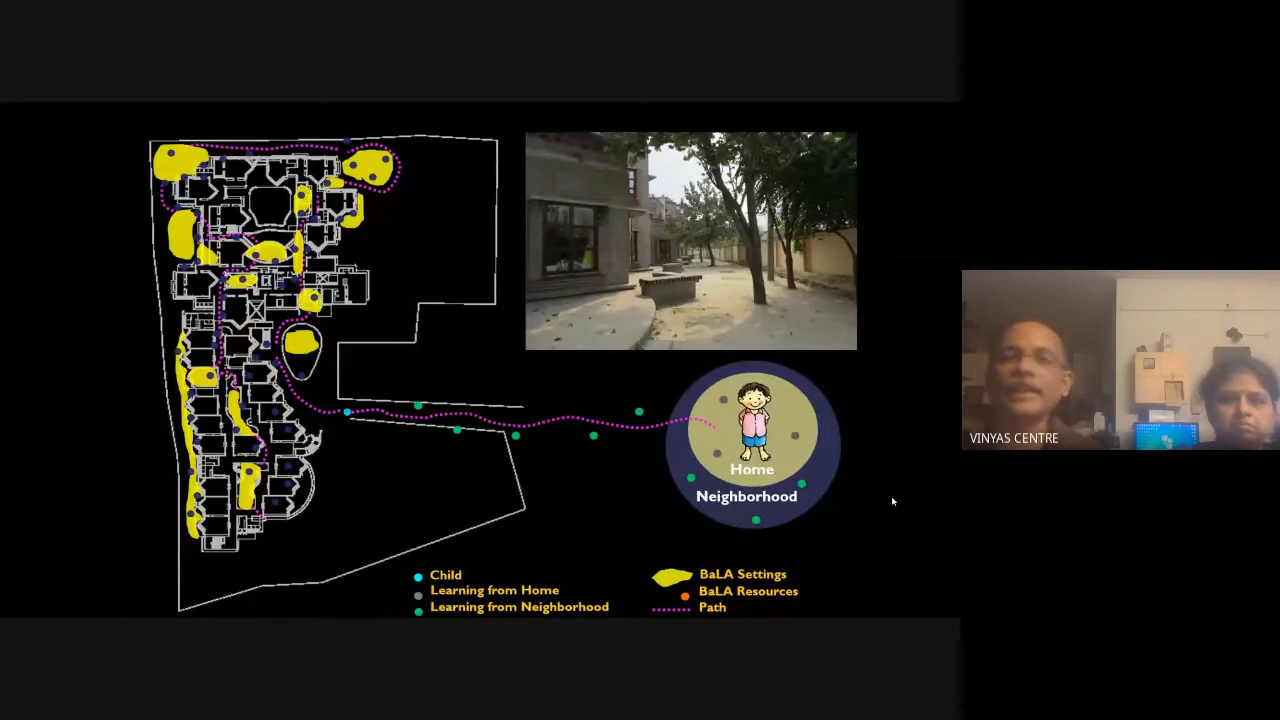 Home
Neighborhood
VINYAS CENTRE
Child
Learning from Home
Learning from Neighborhood
BaLA Settings
BaLA Resources
Path